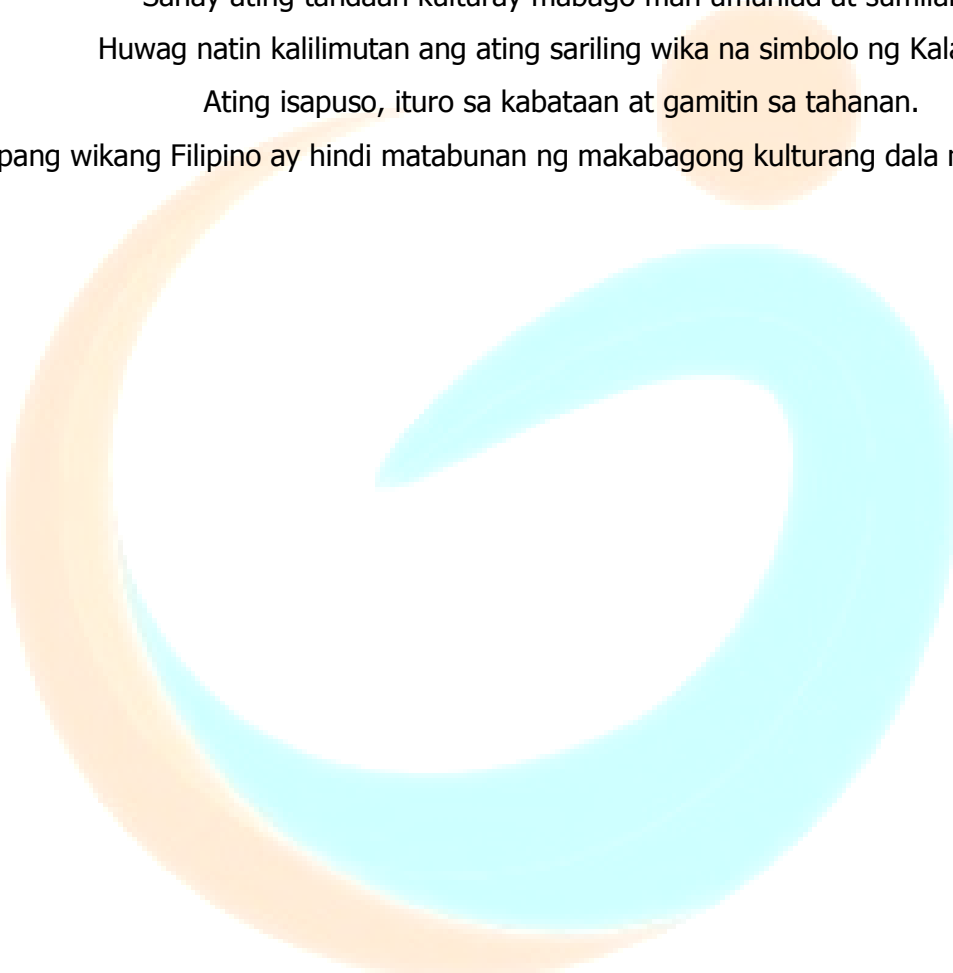 Sanay ating tandaan kulturay mabago man umunlad at
Huwag natin kalilimutan ang ating sariling wika na simbolo ng
Ating isapuso, ituro sa kabataan at gamitin sa tahanan.
pang wikang Filipino ay hindi matabunan ng makabagong kulturang dala